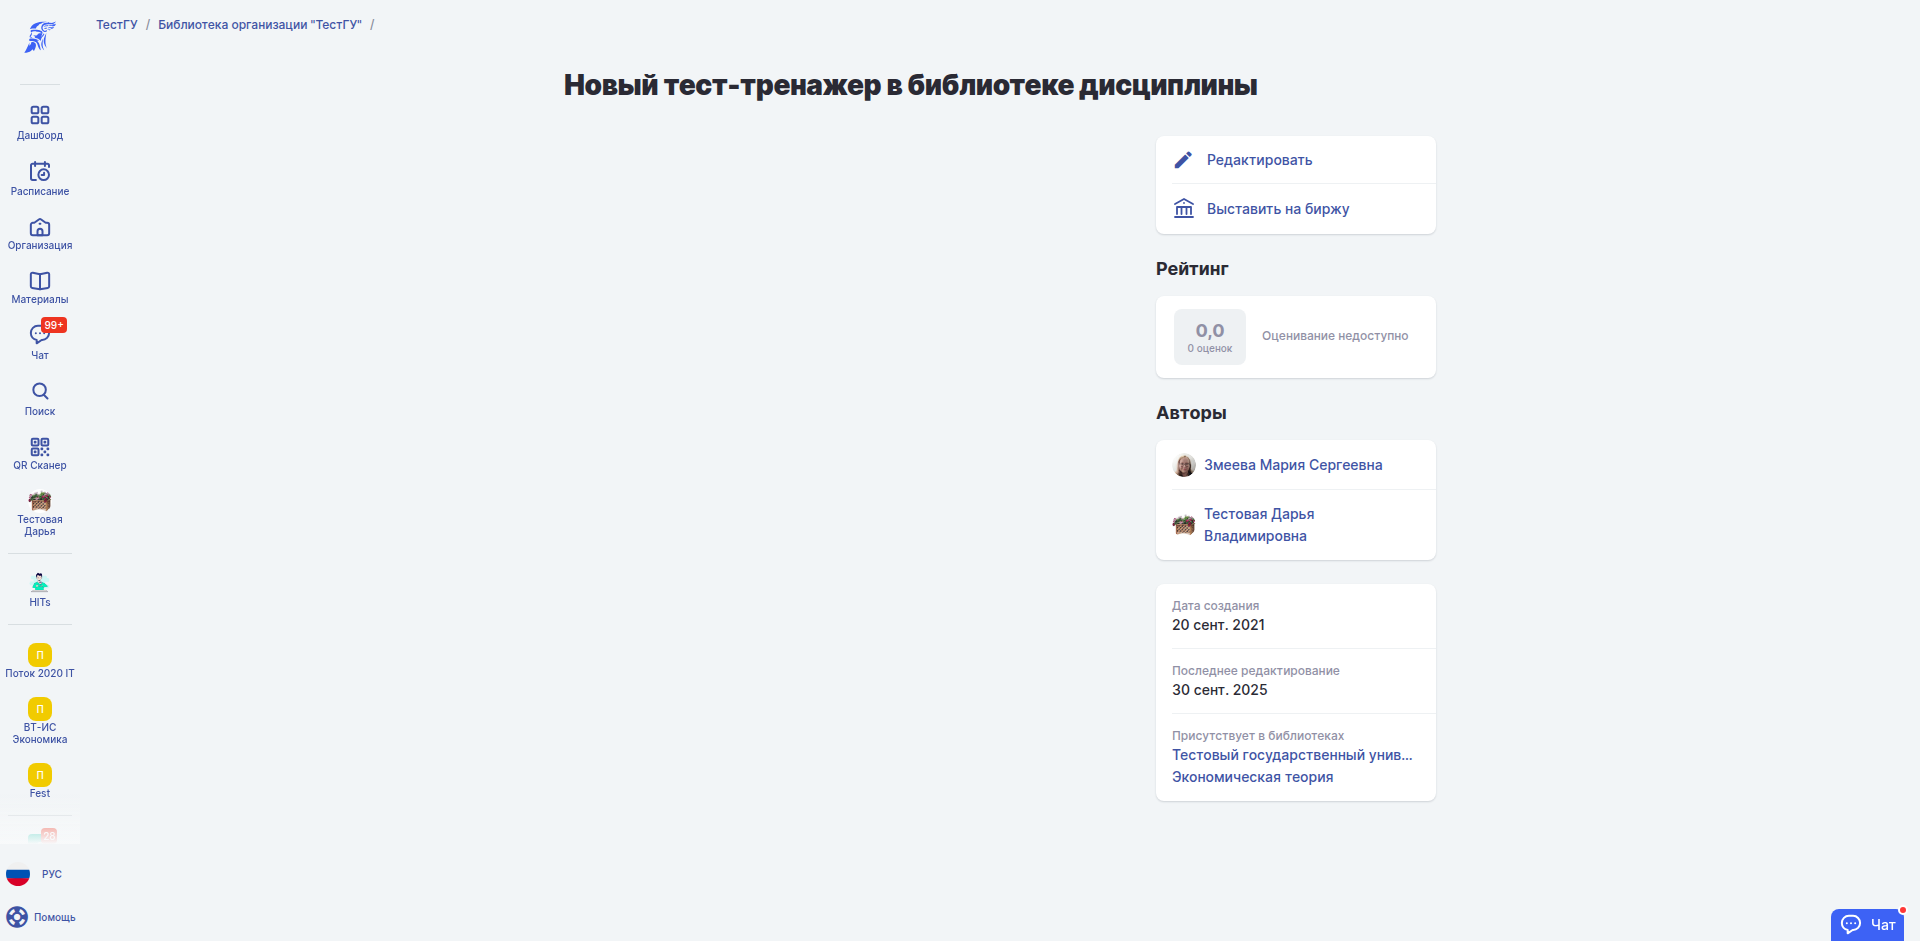 ТестГУ / Библиотека организации "ТестГУ" /
Новый тест-тренажер в библиотеке дисциплины
Дашборд
Расписание
Организация
Материалы
99+
Чат
Поиск
QR Сканер
Тестовая
Дарья
HITs
П
Поток 2020 IT
П
ВТ-ИС
Экономика
П
Fest
28
РУС
Помощь
Редактировать
Выставить на биржу
Рейтинг
0,0
0 оценок
Оценивание недоступно
Авторы
Змеева Мария Сергеевна
Тестовая Дарья
Владимировна
Дата создания
20 сент. 2021
Последнее редактирование
30 сент. 2025
Присутствует в библиотеках
Тестовый государственный унив...
Экономическая теория
Чат